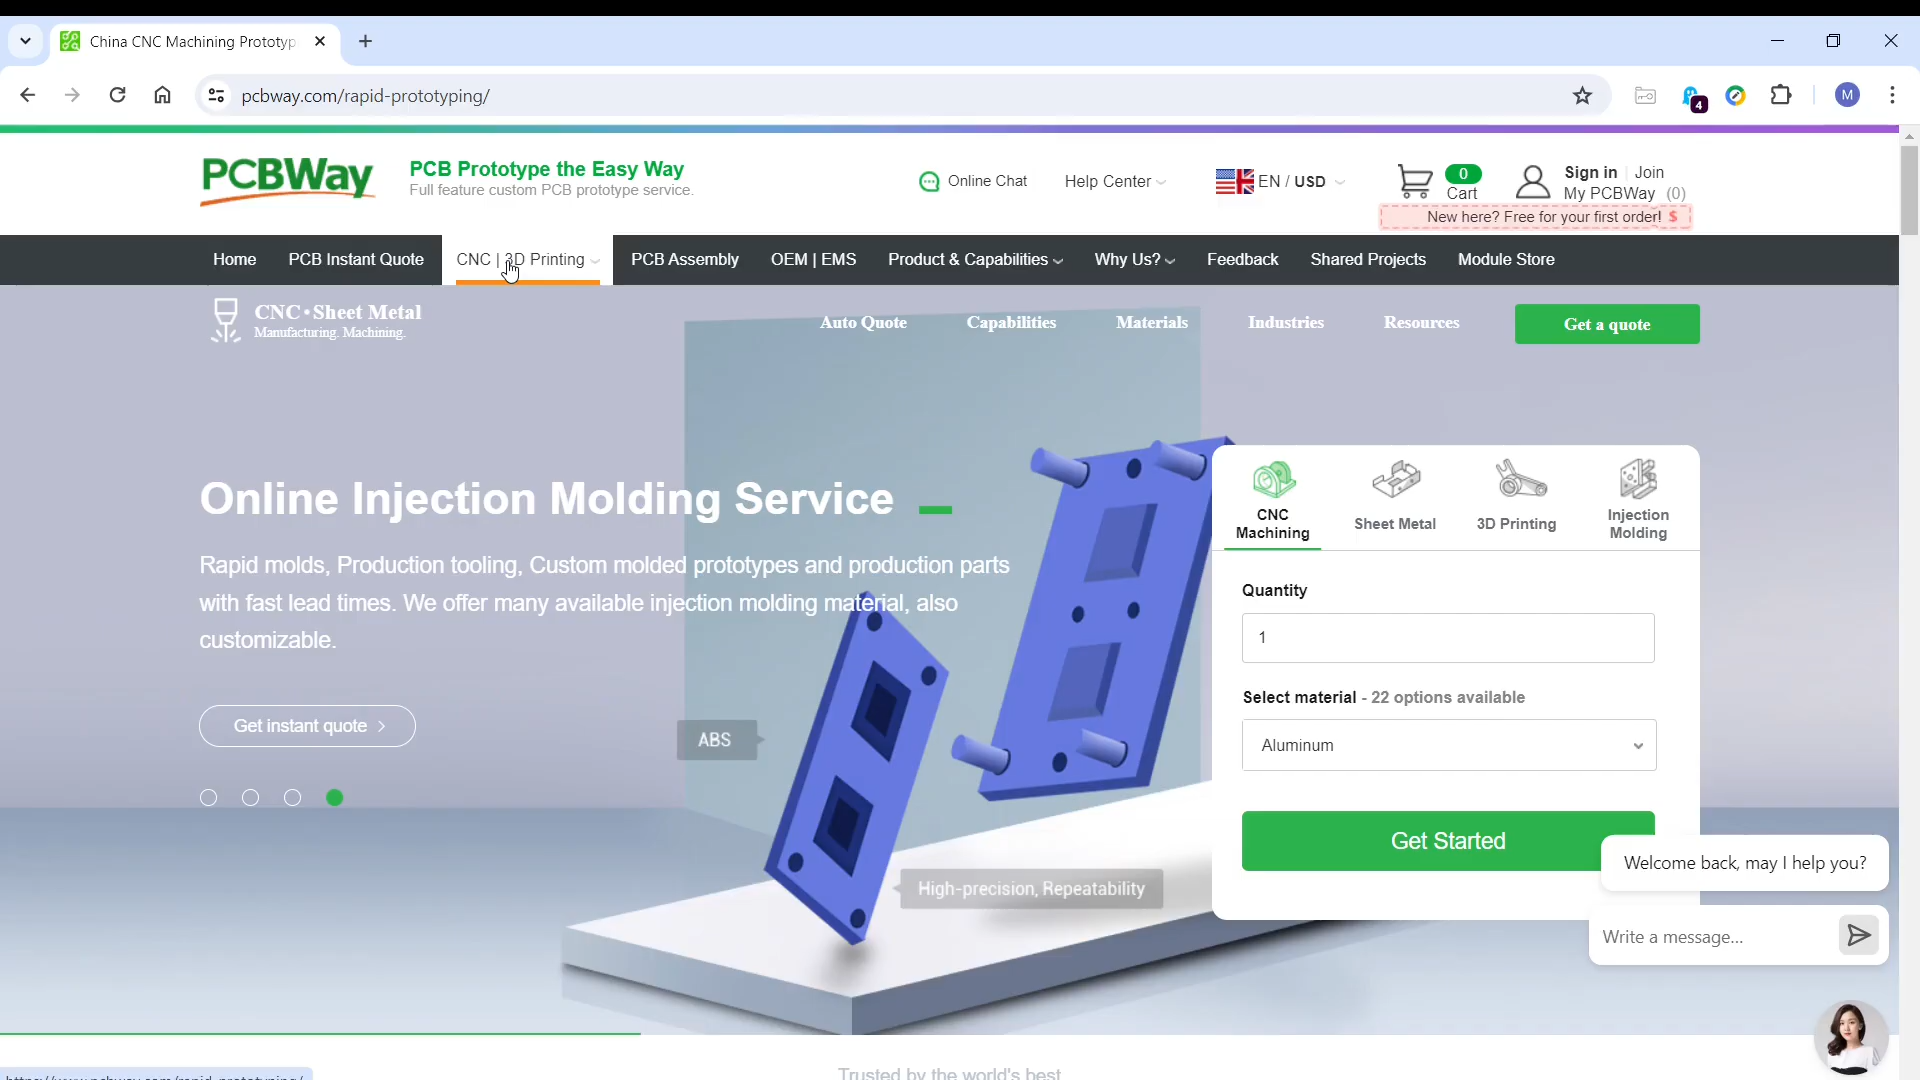 China CNC Machining Prototyp
pcbway.com/rapid-prototyping/
4
M
PCBWay
PCB Prototype the Easy Way
Full feature custom PCB prototype service.
Online Chat
Help Center
EN / USD
0
Cart
Sign in | Join
My PCBWay (0)
New here? Free for your first order! $
Home
PCB Instant Quote
CNC | 3D Printing
PCB Assembly
OEM | EMS
Product & Capabilities
Why Us?
Feedback
Shared Projects
Module Store
CNC•Sheet Metal
Manufacturing. Machining.
Auto Quote
Capabilities
Materials
Industries
Resources
Get a quote
Online Injection Molding Service
Rapid molds, Production tooling, Custom molded prototypes and production parts
with fast lead times. We offer many available injection molding material, also
customizable.
Get instant quote >
ABS
High-precision, Repeatability
CNC
Machining
Sheet Metal
3D Printing
Injection
Molding
Quantity
1
Select material - 22 options available
Aluminum
Get Started
Welcome back, may I help you?
Write a message...
Trusted by the world's best
https://www.pcbway.com/rapid-prototyping/